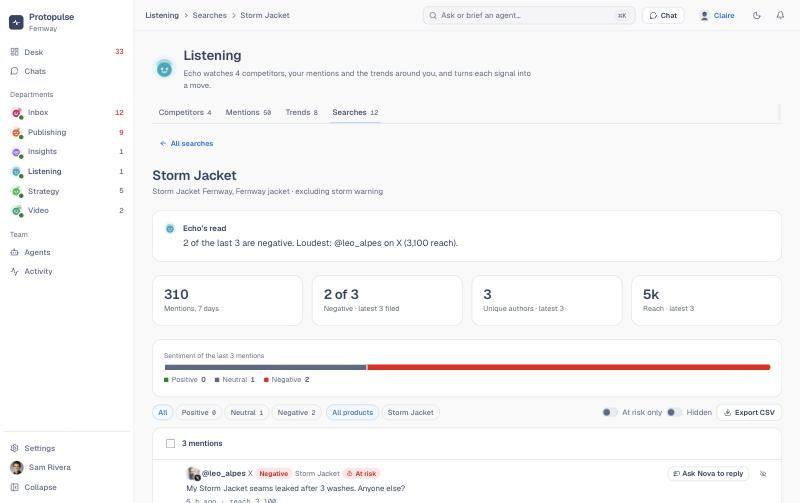 Protopulse
Fernway
Desk 33
Chats
Departments
Inbox 12
Publishing 9
Insights 1
Listening 1
Strategy 5
Video 2
Team
Agents
Activity
Settings
Sam Rivera
Collapse
Listening > Searches > Storm Jacket
Ask or brief an agent... ⌘K
Chat
Claire
Listening
Echo watches 4 competitors, your mentions and the trends around you, and turns each signal into
a move.
Competitors 4 Mentions 50 Trends 8 Searches 12
← All searches
Storm Jacket
Storm Jacket Fernway, Fernway jacket · excluding storm warning
Echo's read
2 of the last 3 are negative. Loudest: @leo_alpes on X (3,100 reach).
310
Mentions, 7 days
2 of 3
Negative · latest 3 filed
3
Unique authors · latest 3
5k
Reach · latest 3
Sentiment of the last 3 mentions
Positive 0 Neutral 1 Negative 2
All Positive 0 Neutral 1 Negative 2 All products Storm Jacket At risk only Hidden Export CSV
3 mentions
@leo_alpes X Negative Storm Jacket At risk Ask Nova to reply
My Storm Jacket seams leaked after 3 washes. Anyone else?
6 h ago · reach 3,100